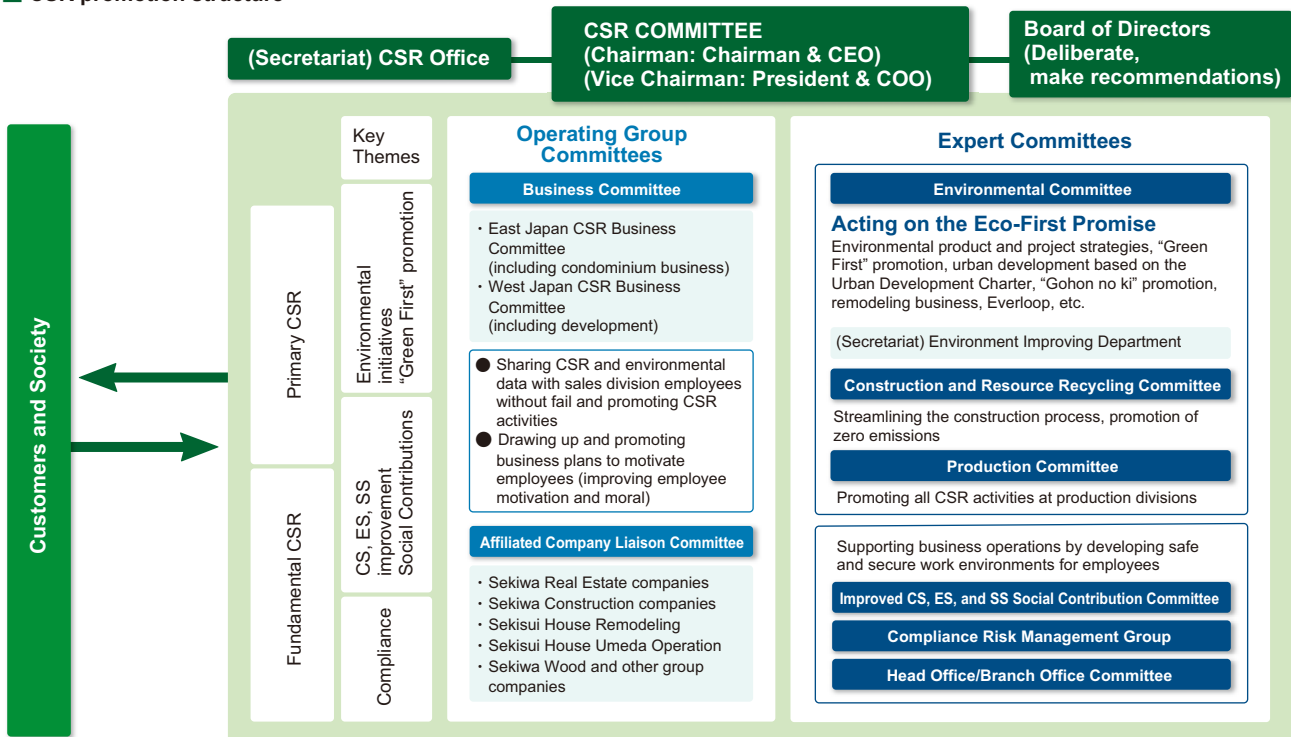 CSR promotion structure
(Secretariat) CSR Office
CSR COMMITTEE
(Chairman: Chairman & CEO)
(Vice Chairman: President & COO)
Board of Directors
(Deliberate,
make recommendations)
Customers and Society
Primary CSR
Fundamental CSR
Key
Themes
Environmental
initiatives
“Green First” promotion
CS, ES, SS
improvement
Social Contributions
Compliance
Operating Group
Committees
Business Committee
・East Japan CSR Business
Committee
(including condominium business)
・West Japan CSR Business
Committee
(including development)
● Sharing CSR and environmental
data with sales division employees
without fail and promoting CSR
activities
● Drawing up and promoting
business plans to motivate
employees (improving employee
motivation and moral)
Affiliated Company Liaison Committee
・Sekiwa Real Estate companies
・Sekiwa Construction companies
・Sekisui House Remodeling
・Sekisui House Umeda Operation
・Sekiwa Wood and other group
companies
Expert Committees
Environmental Committee
Acting on the Eco-First Promise
Environmental product and project strategies, “Green
First” promotion, urban development based on the
Urban Development Charter, “Gohon no ki” promotion,
remodeling business, Everloop, etc.
(Secretariat) Environment Improving Department
Construction and Resource Recycling Committee
Streamlining the construction process, promotion of
zero emissions
Production Committee
Promoting all CSR activities at production divisions
Supporting business operations by developing safe
and secure work environments for employees
Improved CS, ES, and SS Social Contribution Committee
Compliance Risk Management Group
Head Office/Branch Office Committee